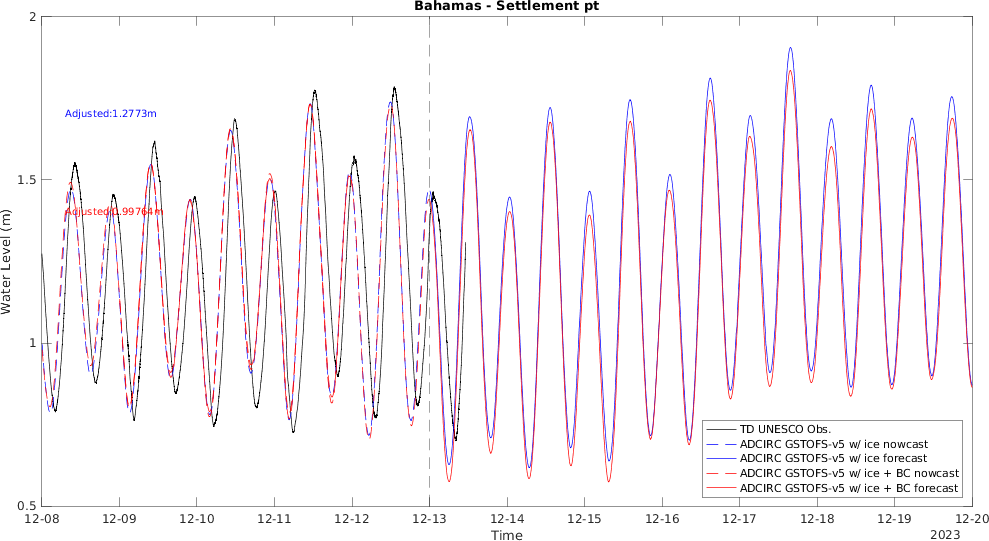 Bahamas - Settlement pt
2
1.5
1
0.5
Water Level (m)
Adjusted:1.2773m
Adjusted:0.99764m
TD UNESCO Obs.
ADCIRC GSTOFS-v5 w/ ice nowcast
ADCIRC GSTOFS-v5 w/ ice forecast
ADCIRC GSTOFS-v5 w/ ice + BC nowcast
ADCIRC GSTOFS-v5 w/ ice + BC forecast
12-08 12-09 12-10 12-11 12-12 12-13 12-14 12-15 12-16 12-17 12-18 12-19 12-20
Time
2023